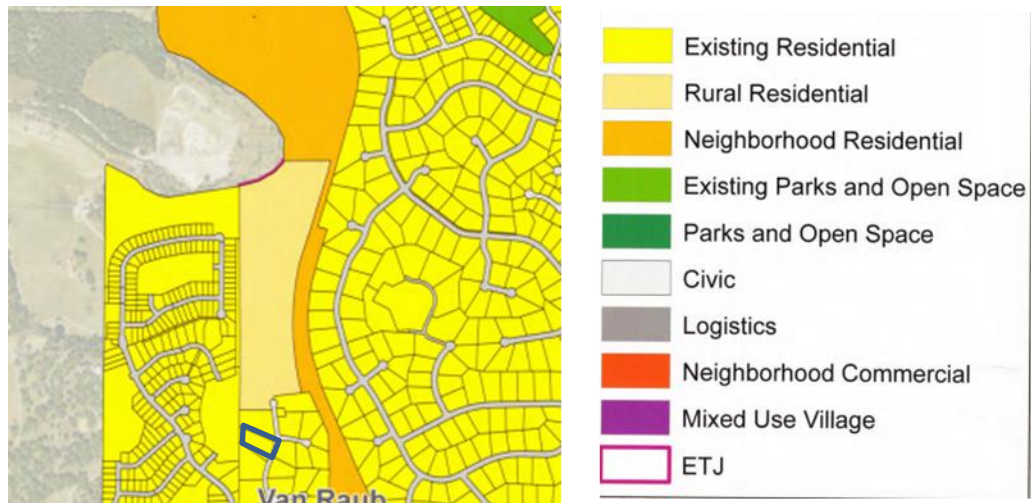 Van Raub
Existing Residential
Rural Residential
Neighborhood Residential
Existing Parks and Open Space
Parks and Open Space
Civic
Logistics
Neighborhood Commercial
Mixed Use Village
ETJ